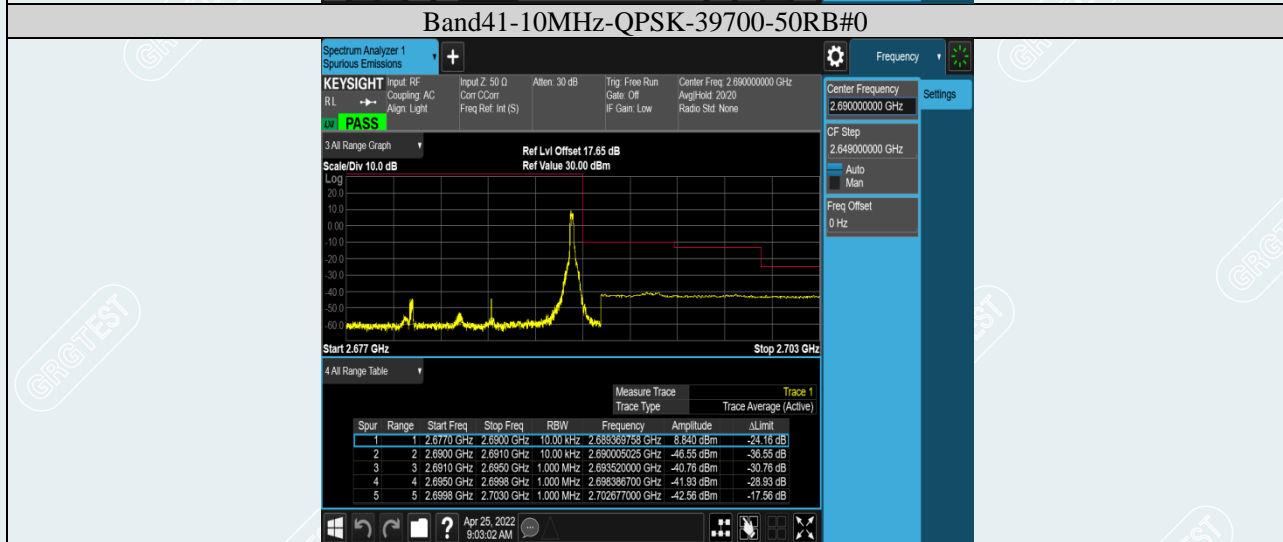 Band41-10MHz-QPSK-39700-50RB#0
Spectrum Analyzer 1
Spurious Emissions
+
Frequency
KEYSIGHT Input: RF Input Z: 50 Ω Atten: 30 dB Trig: Free Run Center Freq: 2.690000000 GHz
RL Coupling: AC Corr CCorr Gate: Off Avg|Hold: 20/20
Align: Light Freq Ref: Int (S) IF Gain: Low Radio Std: None
PASS
Center Frequency
2.690000000 GHz
Settings
CF Step
2.649000000 GHz
Auto
Man
Freq Offset
0 Hz
3 All Range Graph
Ref Lvl Offset 17.65 dB
Scale/Div 10.0 dB Ref Value 30.00 dBm
Log
20.0
10.0
0.00
-10.0
-20.0
-30.0
-40.0
-50.0
-60.0
Start 2.677 GHz Stop 2.703 GHz
4 All Range Table
Measure Trace Trace 1
Trace Type Trace Average (Active)
Spur Range Start Freq Stop Freq RBW Frequency Amplitude ΔLimit
1 1 2.6770 GHz 2.6900 GHz 10.00 kHz 2.689369758 GHz 8.840 dBm -24.16 dB
2 2 2.6900 GHz 2.6910 GHz 10.00 kHz 2.690005025 GHz -46.55 dBm -36.55 dB
3 3 2.6910 GHz 2.6950 GHz 1.000 MHz 2.693520000 GHz -40.76 dBm -30.76 dB
4 4 2.6950 GHz 2.6998 GHz 1.000 MHz 2.698386700 GHz -41.93 dBm -28.93 dB
5 5 2.6998 GHz 2.7030 GHz 1.000 MHz 2.702677000 GHz -42.56 dBm -17.56 dB
?
Apr 25, 2022
9:03:02 AM
GRGTEST
GRGTEST